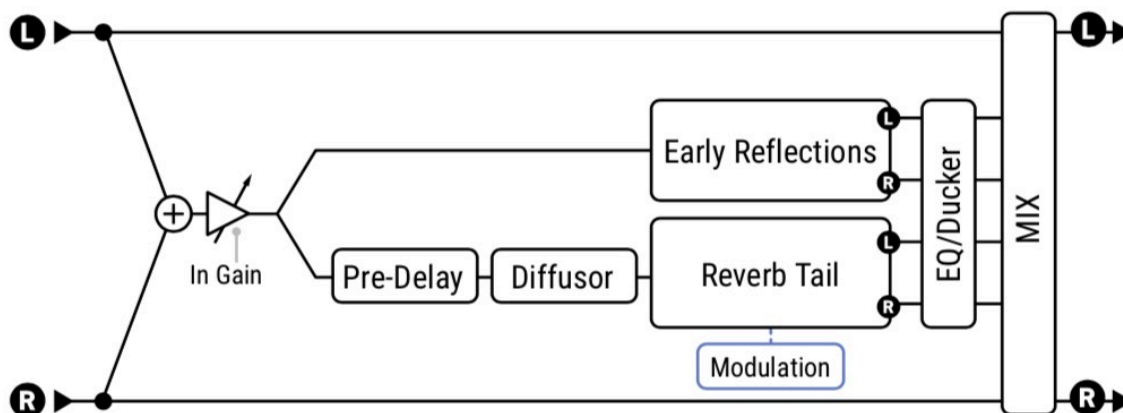 L
L
Early Reflections
L
R
EQ/Ducker
MIX
+
In Gain
Pre-Delay
Diffusor
Reverb Tail
L
R
Modulation
R
R